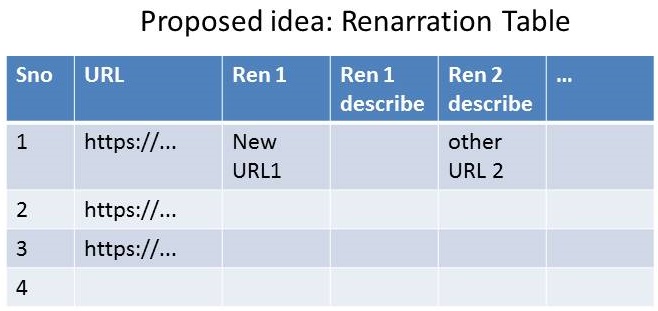 Proposed idea: Renarration Table
Sno URL Ren 1 Ren 1 describe Ren 2 describe ...
1 https://... New URL1 other URL 2
2 https://...
3 https://...
4